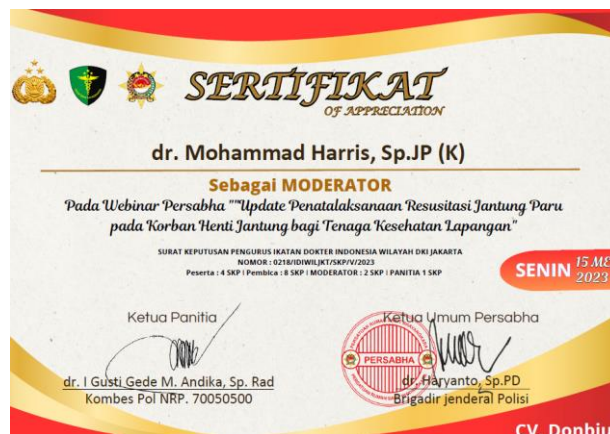 SERTIFIKAT
OF APPRECIATION
dr. Mohammad Harris, Sp.JP (K)
Sebagai MODERATOR
Pada Webinar Persabha ""Update Penatalaksanaan Resusitasi Jantung Paru
pada Korban Henti Jantung bagi Tenaga Kesehatan Lapangan"
SURAT KEPUTUSAN PENGURUS IKATAN DOKTER INDONESIA WILAYAH DKI JAKARTA
NOMOR : 0218/IDIWILJKT/SKP/V/2023
Peserta : 4 SKP I Pembica : 8 SKP I MODERATOR : 2 SKP I PANITIA 1 SKP
SENIN 15 ME
2023
Ketua Panitia
Ketua Umum Persabha
PERSABHA
dr. I Gusti Gede M. Andika, Sp. Rad
Kombes Pol NRP. 70050500
dr. Haryanto, Sp.PD
Brigadir jenderal Polisi
CV. Donbiu